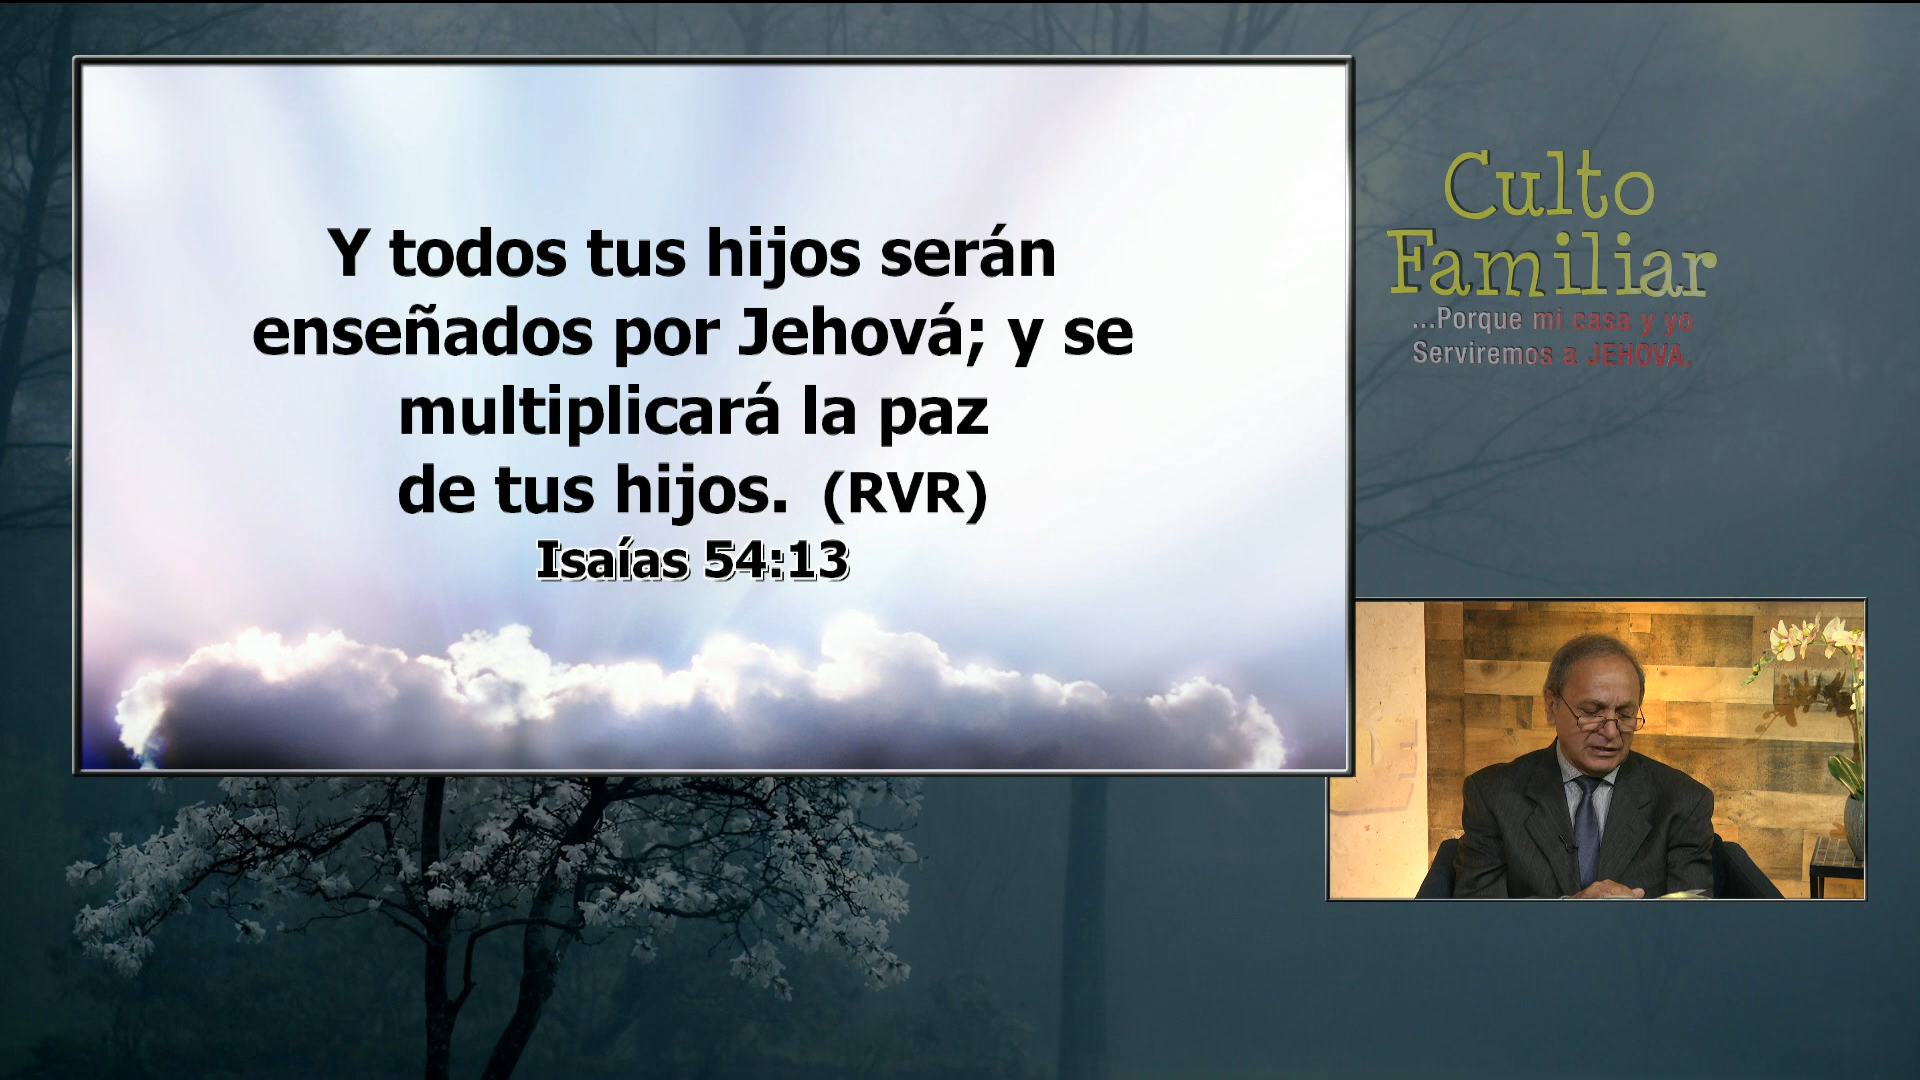 Y todos tus hijos serán
enseñados por Jehová; y se
multiplicará la paz
de tus hijos. (RVR)
Isaías 54:13
Culto
Familiar
...Porque mi casa y yo
Serviremos a JEHOVA.